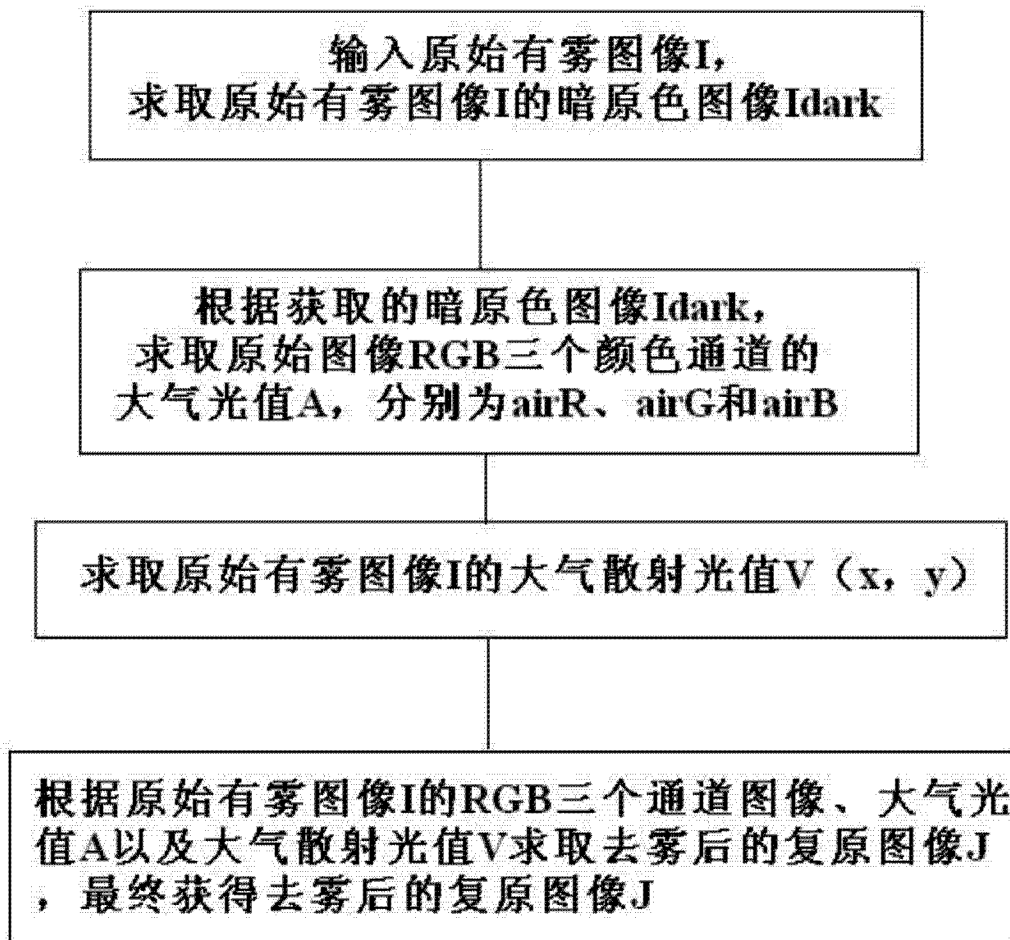 输入原始有雾图像I，
求取原始有雾图像I的暗原色图像Idark
根据获取的暗原色图像Idark，
求取原始图像RGB三个颜色通道的
大气光值A，分别为airR、airG和airB
求取原始有雾图像I的大气散射光值V（x，y）
根据原始有雾图像I的RGB三个通道图像、大气光
值A以及大气散射光值V求取去雾后的复原图像J
，最终获得去雾后的复原图像J